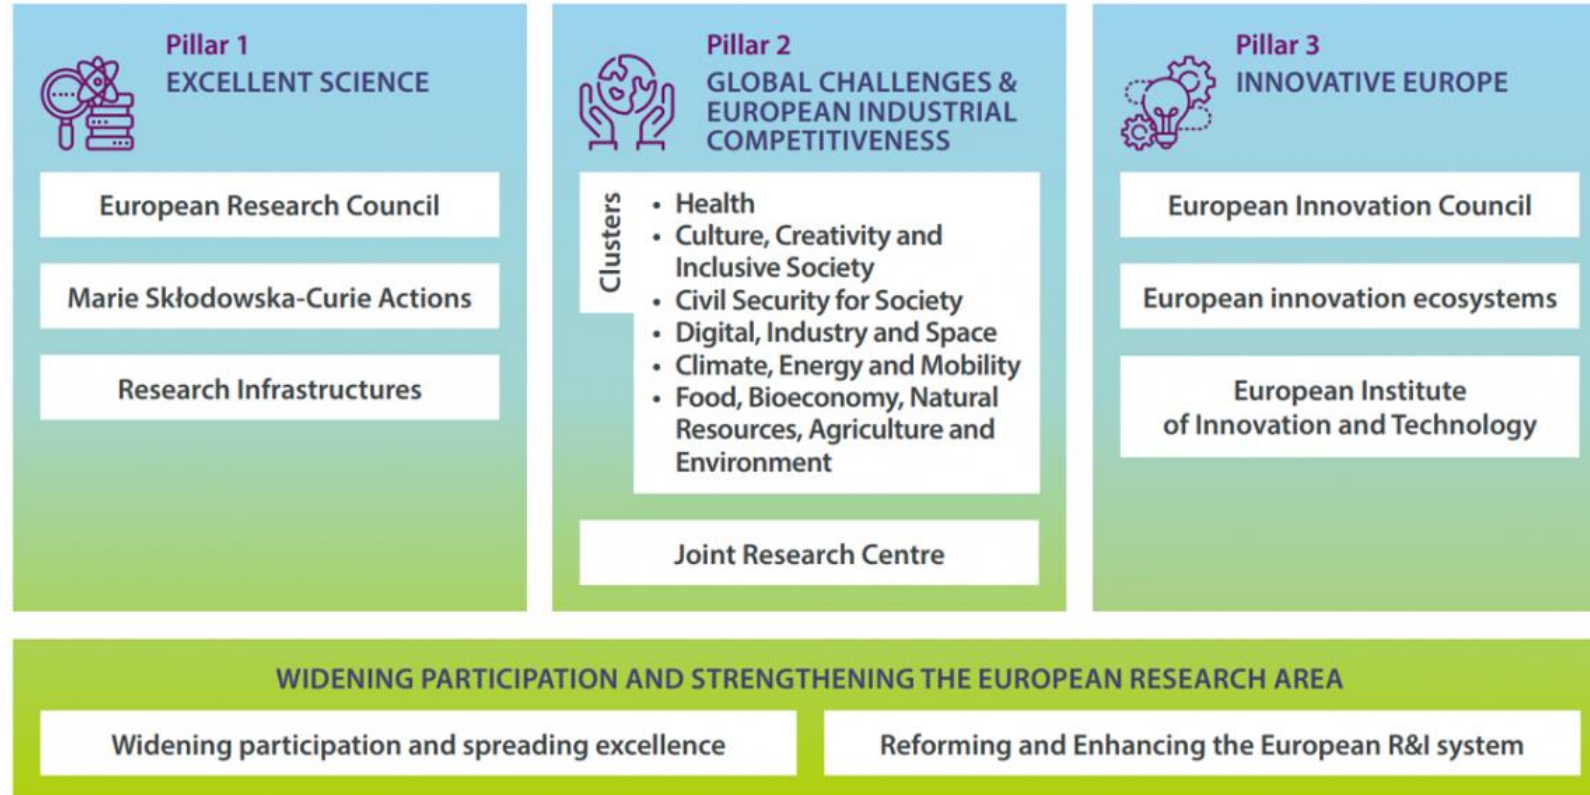 Pillar 1
EXCELLENT SCIENCE
European Research Council
Marie Skłodowska-Curie Actions
Research Infrastructures
Pillar 2
GLOBAL CHALLENGES &
EUROPEAN INDUSTRIAL
COMPETITIVENESS
Clusters
• Health
• Culture, Creativity and
Inclusive Society
• Civil Security for Society
• Digital, Industry and Space
• Climate, Energy and Mobility
• Food, Bioeconomy, Natural
Resources, Agriculture and
Environment
Joint Research Centre
Pillar 3
INNOVATIVE EUROPE
European Innovation Council
European innovation ecosystems
European Institute
of Innovation and Technology
WIDENING PARTICIPATION AND STRENGTHENING THE EUROPEAN RESEARCH AREA
Widening participation and spreading excellence
Reforming and Enhancing the European R&I system